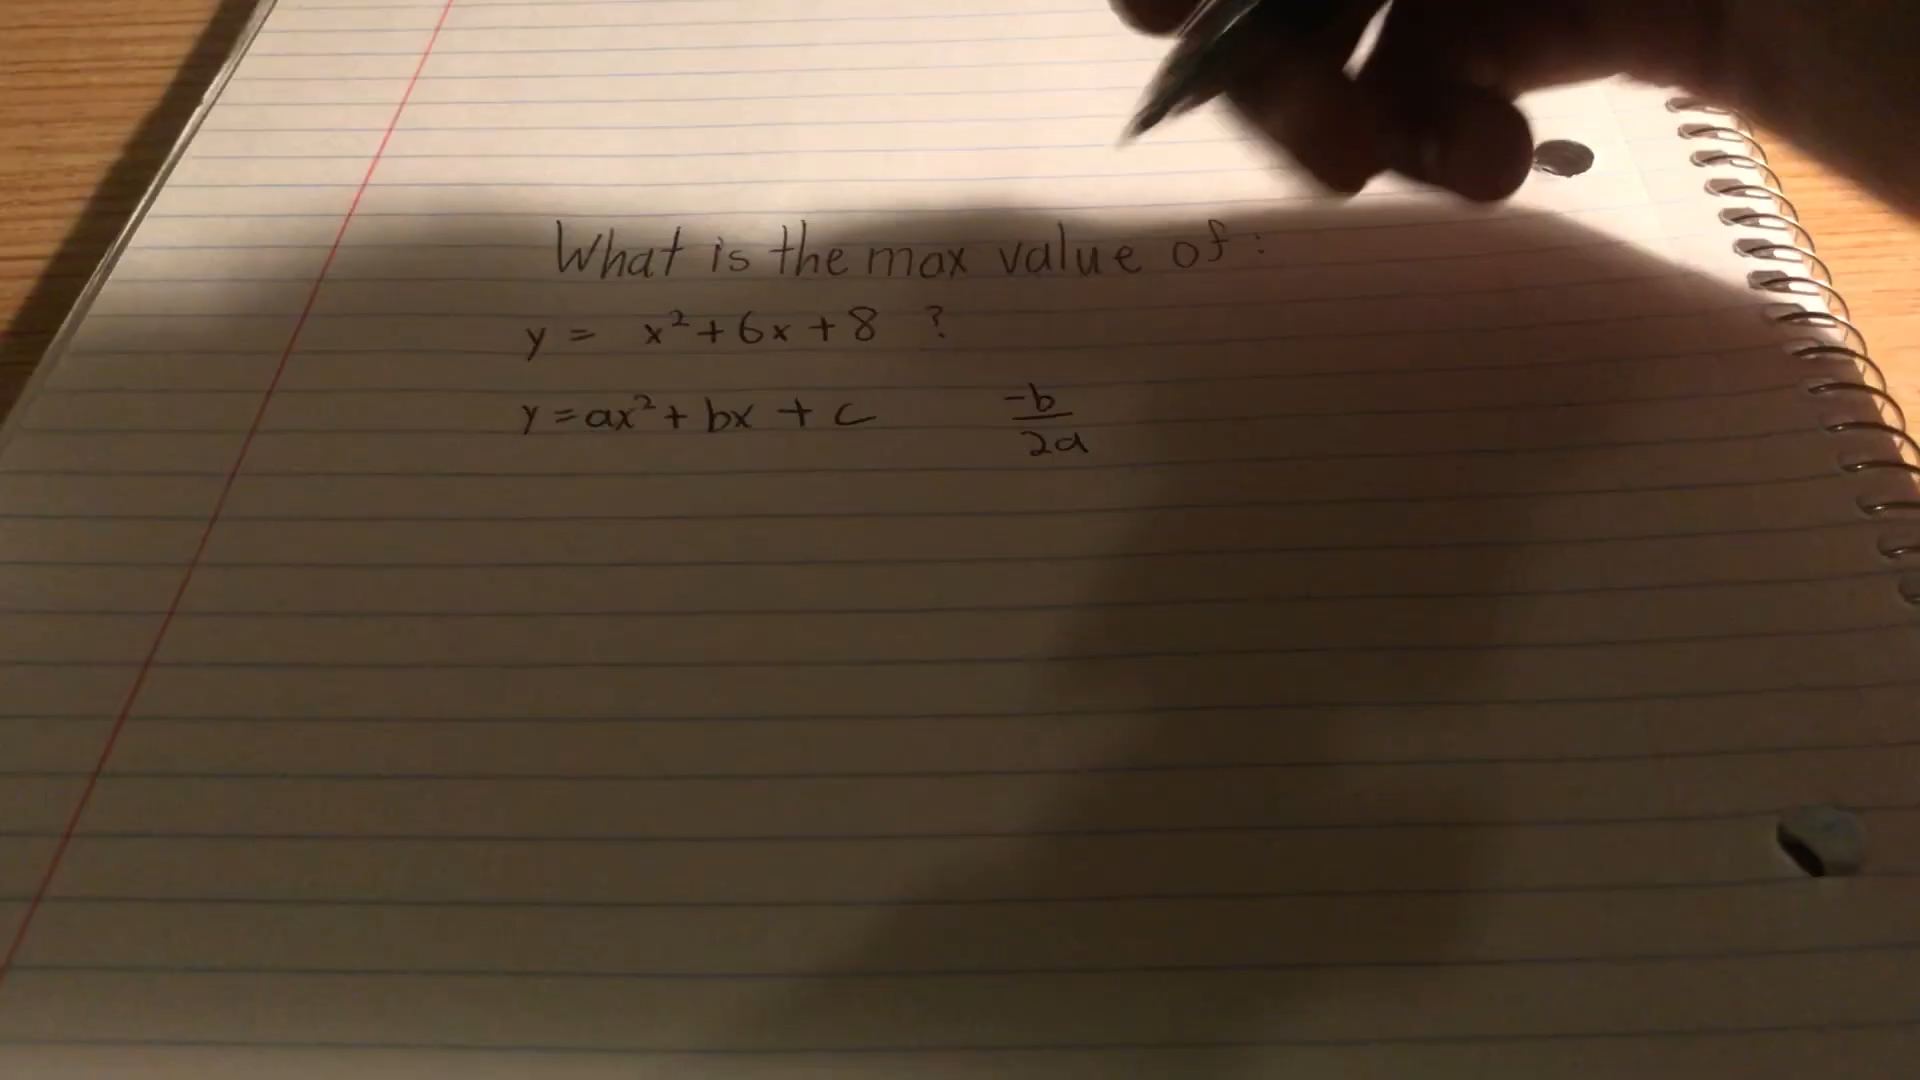 What is the max value of:
y = x²+6x+8 ?
y=ax²+bx+c -b/2a